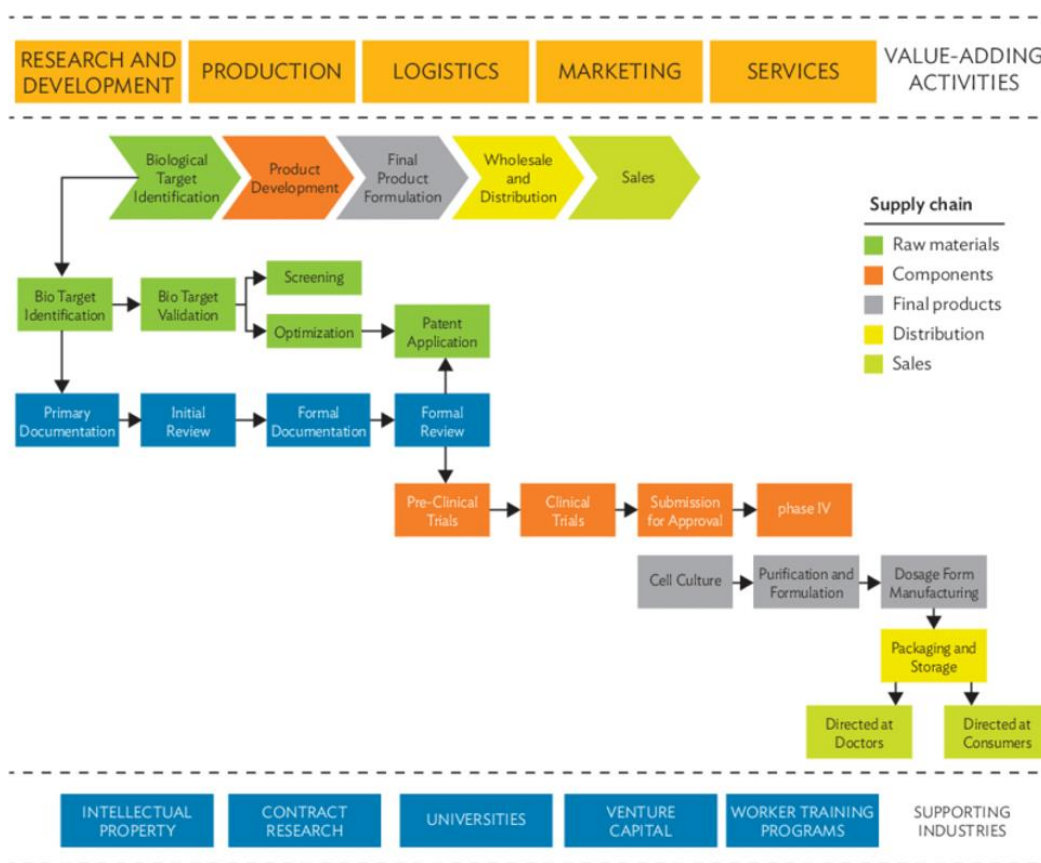 RESEARCH AND
DEVELOPMENT
PRODUCTION
LOGISTICS
MARKETING
SERVICES
VALUE-ADDING
ACTIVITIES
Biological
Target
Identification
Product
Development
Final
Product
Formulation
Wholesale
and
Distribution
Sales
Supply chain
Raw materials
Components
Final products
Distribution
Sales
Bio Target
Identification
Bio Target
Validation
Screening
Optimization
Patent
Application
Primary
Documentation
Initial
Review
Formal
Documentation
Formal
Review
Pre-Clinical
Trials
Clinical
Trials
Submission
for Approval
phase IV
Cell Culture
Purification and
Formulation
Dosage Form
Manufacturing
Packaging and
Storage
Directed at
Doctors
Directed at
Consumers
INTELLECTUAL
PROPERTY
CONTRACT
RESEARCH
UNIVERSITIES
VENTURE
CAPITAL
WORKER TRAINING
PROGRAMS
SUPPORTING
INDUSTRIES